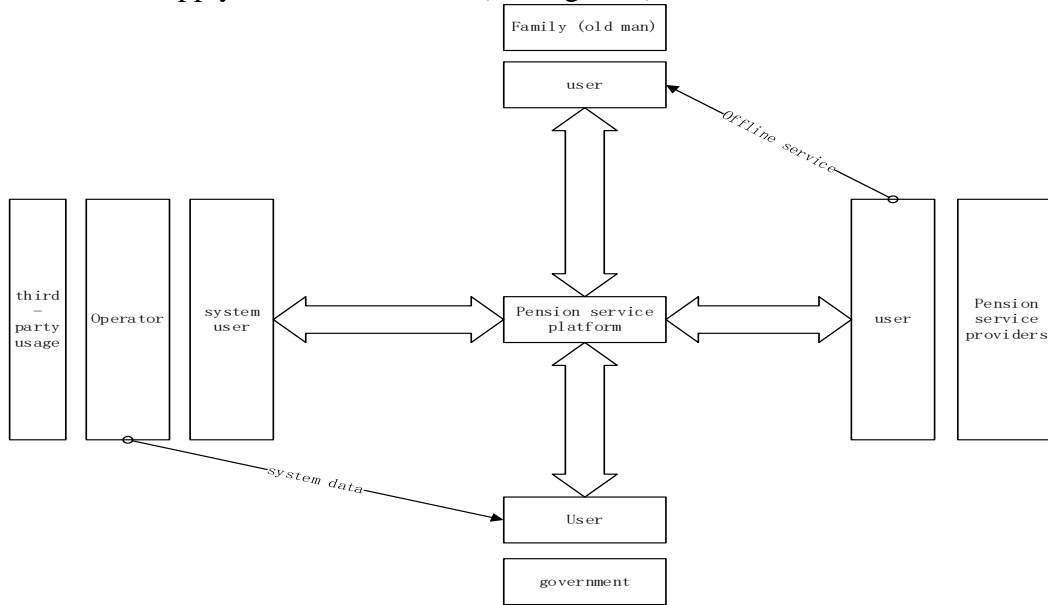 Family (old man)
user
Offline service
third
-
party
usage
Operator
system
user
Pension service
platform
user
Pension
service
providers
system data
User
government